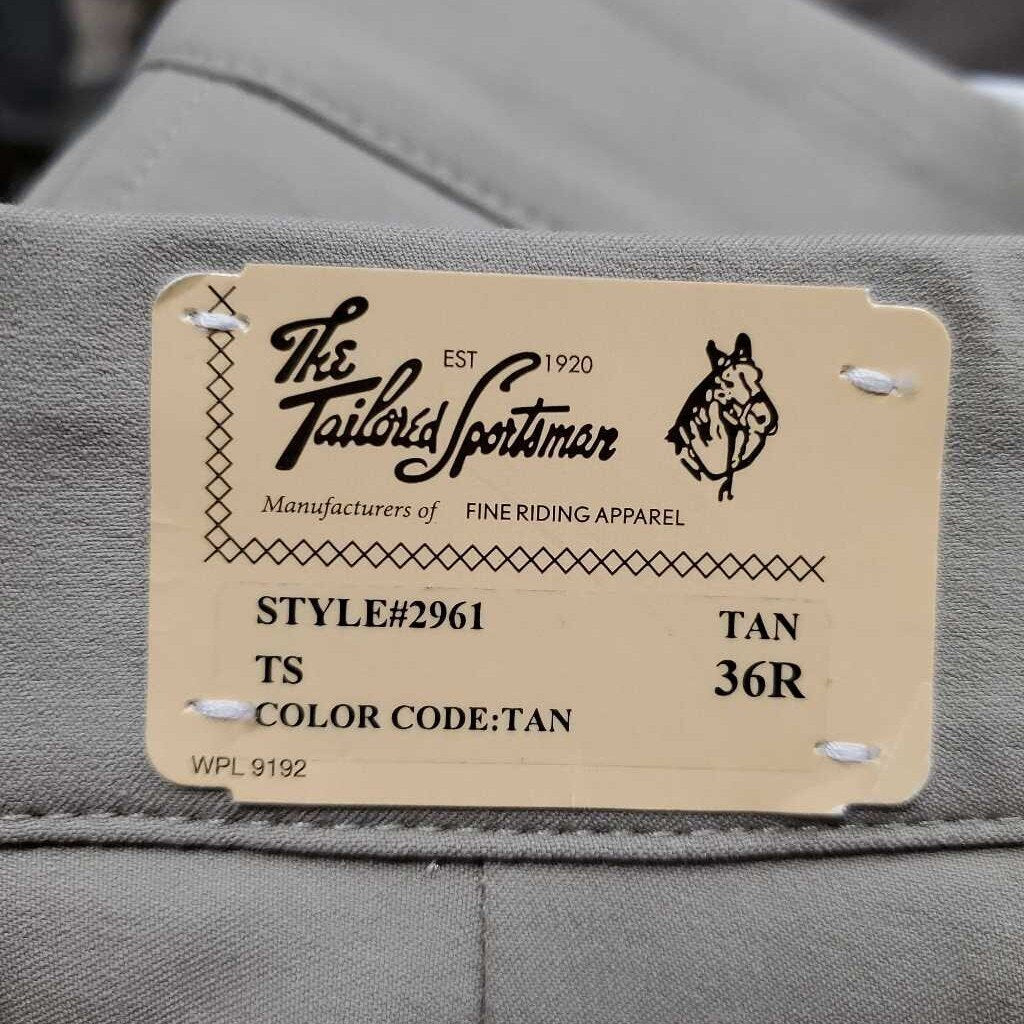 The
EST 1920
Tailored Sportsman
Manufacturers of FINE RIDING APPAREL
STYLE#2961 TAN
TS 36R
COLOR CODE:TAN
WPL 9192